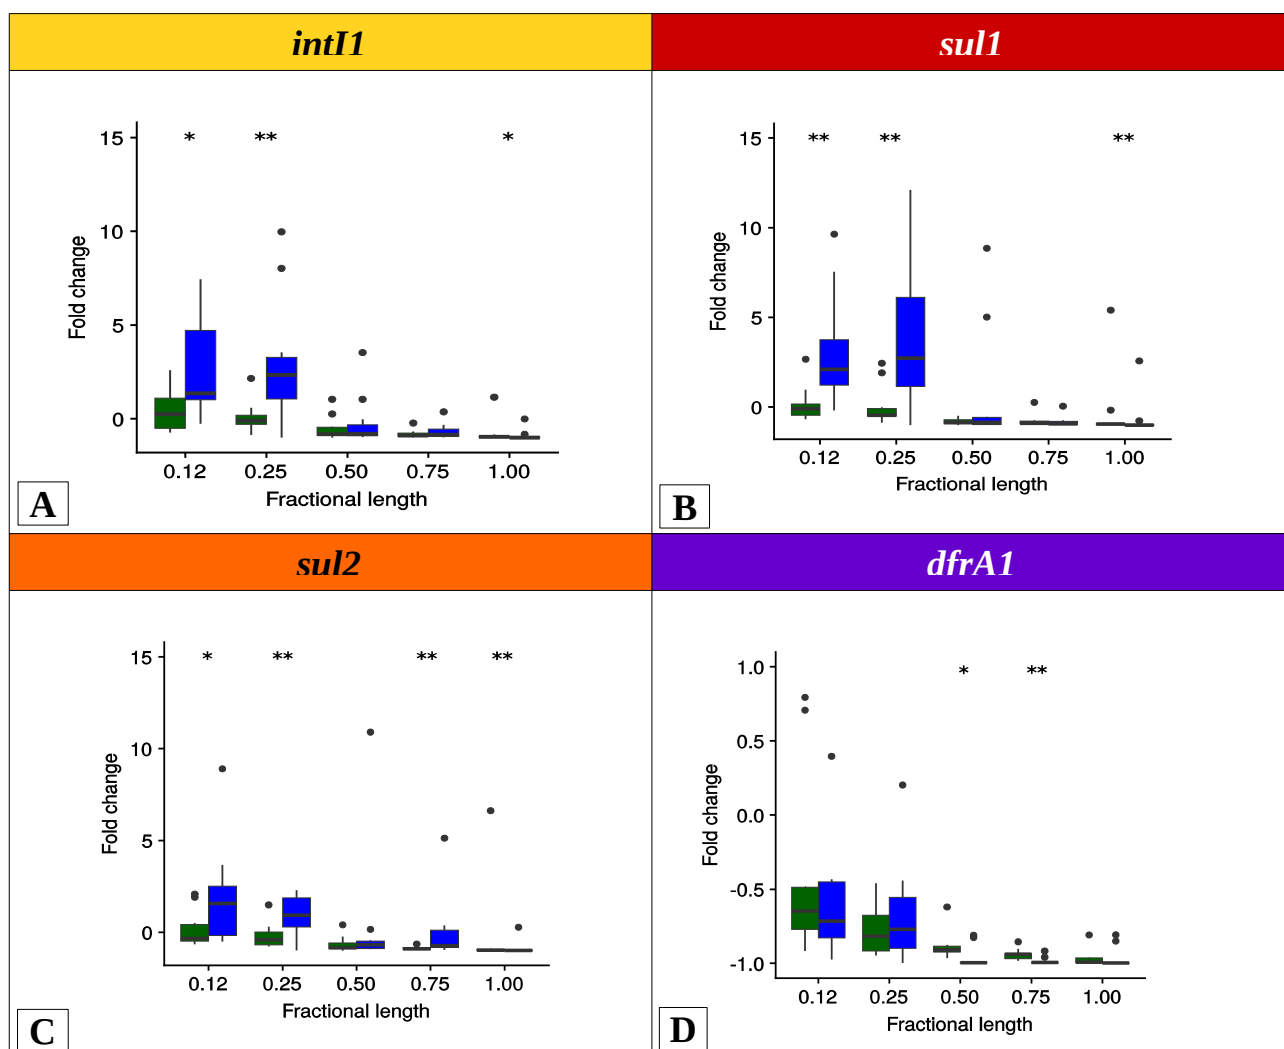 intI1
sul1
* ** *
15
10
5
0
Fold change
0.12 0.25 0.50 0.75 1.00
Fractional length
A
** ** **
15
10
5
0
Fold change
0.12 0.25 0.50 0.75 1.00
Fractional length
B
sul2
dfrA1
* ** ** **
15
10
5
0
Fold change
0.12 0.25 0.50 0.75 1.00
Fractional length
C
* **
1.0
0.5
0.0
-0.5
-1.0
Fold change
0.12 0.25 0.50 0.75 1.00
Fractional length
D